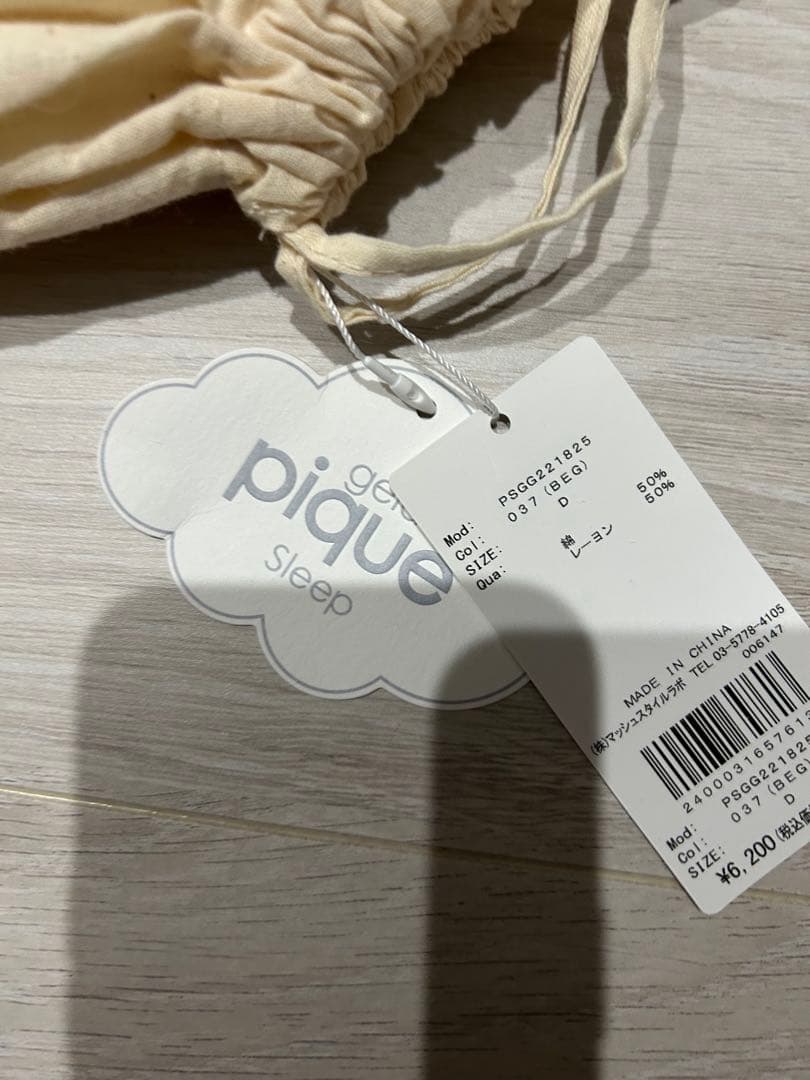 pique
Sleep
Mod: PSGG221825
Col: 037 (BEG)
SIZE: D
Qua: 綿 50%
レーヨン 50%
MADE IN CHINA
(株)マッシュスタイルラボ TEL 03-5778-4105
006147
Mod: PSGG221825
Col: 037 (BEG)
SIZE: D
¥6,200